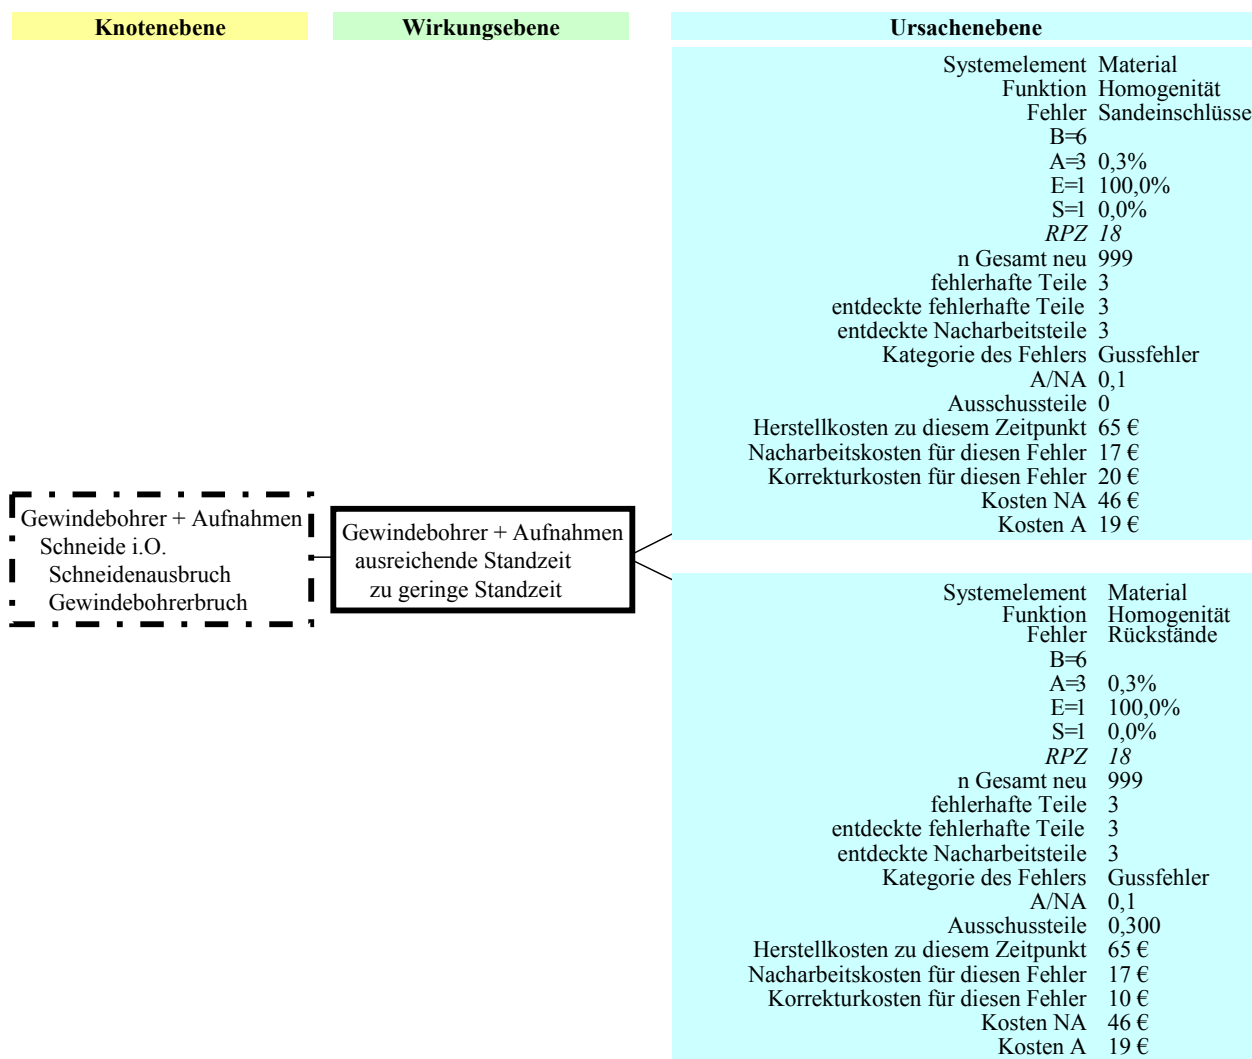 Knotenebene
Wirkungsebene
Ursachenebene
Systemelement Material
Funktion Homogenität
Fehler Sandeinschlüsse
B=6
A=3 0,3%
E=1 100,0%
S=1 0,0%
RPZ 18
n Gesamt neu 999
fehlerhafte Teile 3
entdeckte fehlerhafte Teile 3
entdeckte Nacharbeitsteile 3
Kategorie des Fehlers Gussfehler
A/NA 0,1
Ausschussteile 0
Herstellkosten zu diesem Zeitpunkt 65 €
Nacharbeitskosten für diesen Fehler 17 €
Korrekturkosten für diesen Fehler 20 €
Kosten NA 46 €
Kosten A 19 €
Gewindebohrer + Aufnahmen
Schneide i.O.
Schneidenausbruch
Gewindebohrerbruch
Gewindebohrer + Aufnahmen
ausreichende Standzeit
zu geringe Standzeit
Systemelement Material
Funktion Homogenität
Fehler Rückstände
B=6
A=3 0,3%
E=1 100,0%
S=1 0,0%
RPZ 18
n Gesamt neu 999
fehlerhafte Teile 3
entdeckte fehlerhafte Teile 3
entdeckte Nacharbeitsteile 3
Kategorie des Fehlers Gussfehler
A/NA 0,1
Ausschussteile 0,300
Herstellkosten zu diesem Zeitpunkt 65 €
Nacharbeitskosten für diesen Fehler 17 €
Korrekturkosten für diesen Fehler 10 €
Kosten NA 46 €
Kosten A 19 €